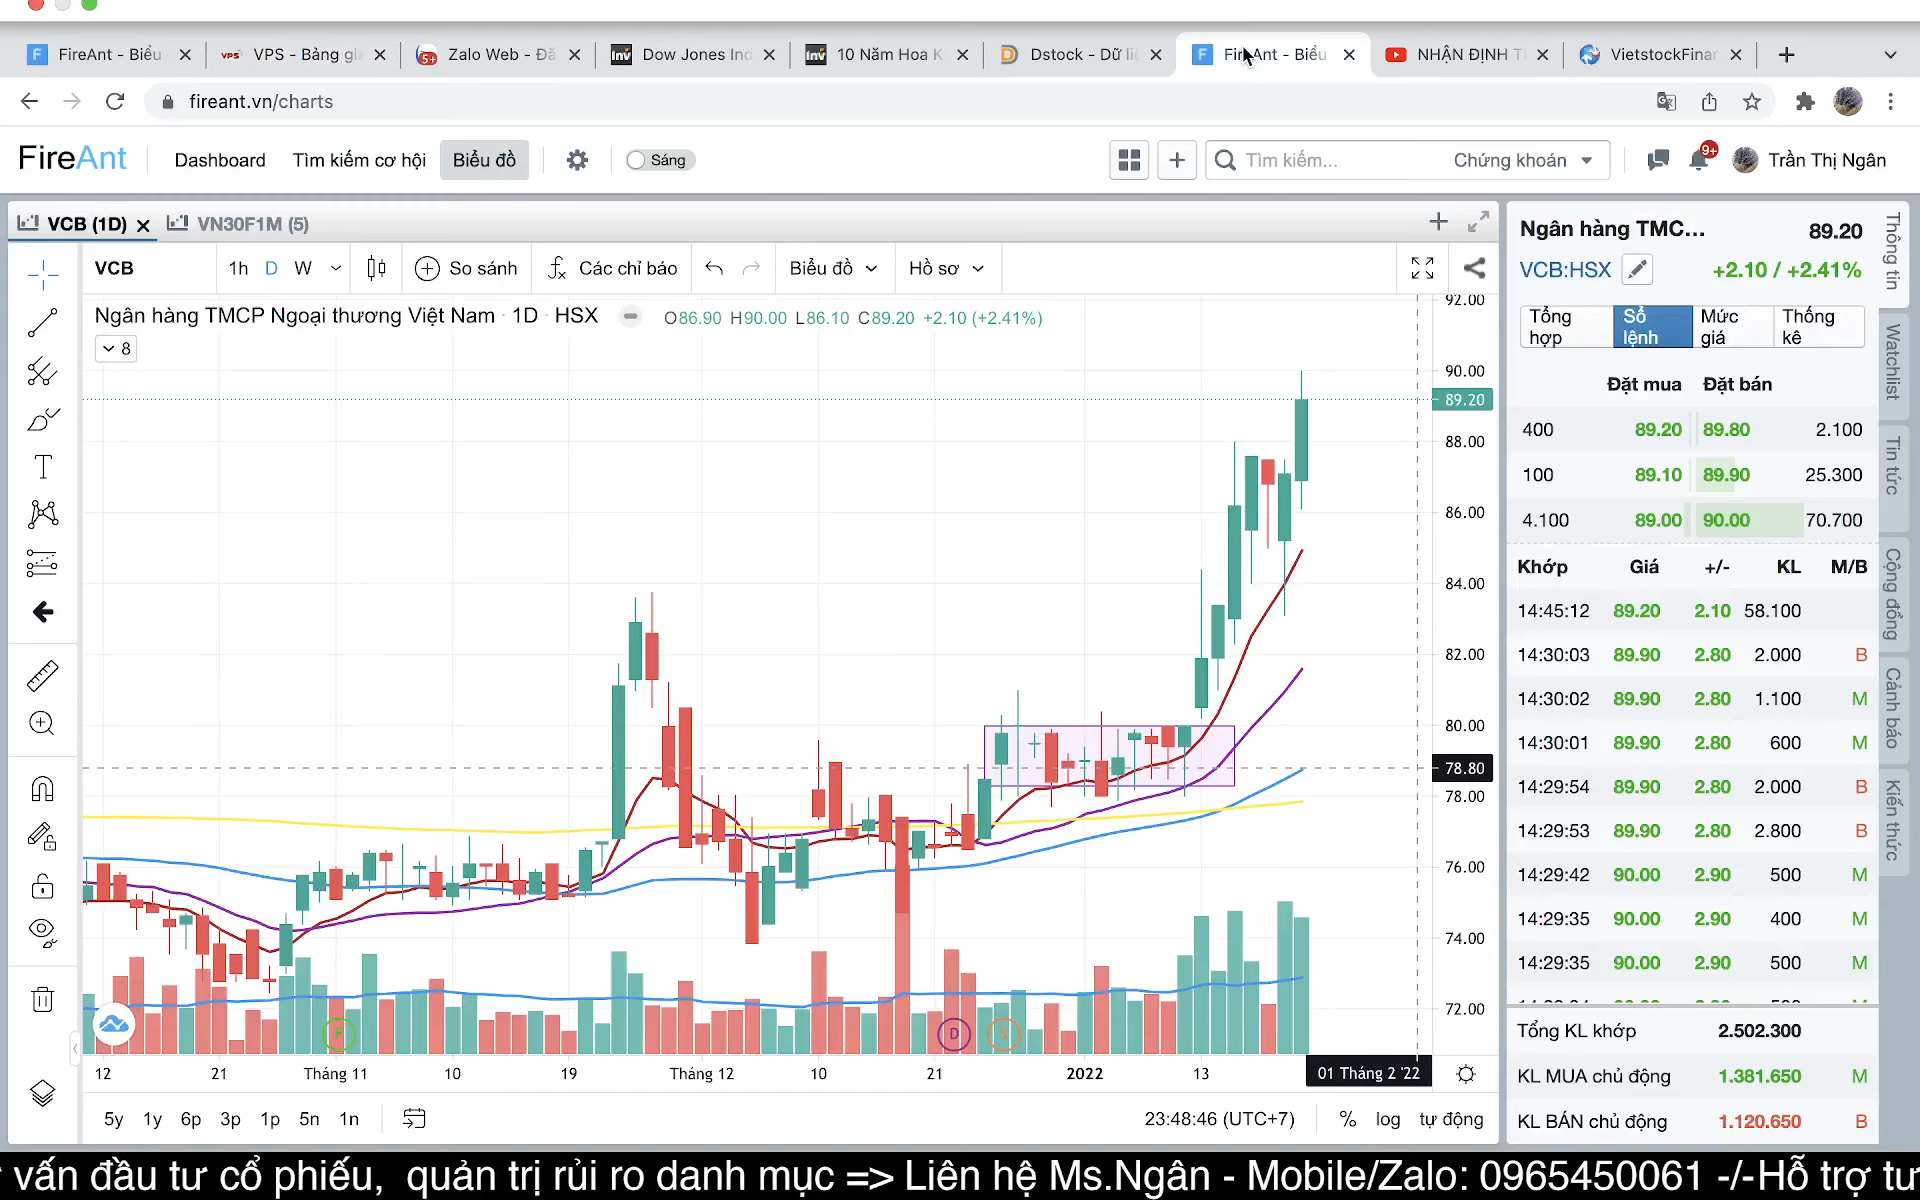 FireAnt - Biểu
VPS - Bảng gi
5+ Zalo Web - Đă
Inv Dow Jones Ind
Inv 10 Năm Hoa K
Dstock - Dữ li
FireAnt - Biểu
NHẬN ĐỊNH T
VietstockFinan
fireant.vn/charts
FireAnt Dashboard Tìm kiếm cơ hội Biểu đồ Sáng Tìm kiếm... Chứng khoán 9+ Trần Thị Ngân
VCB (1D) VN30F1M (5)
VCB 1h D W So sánh Các chỉ báo Biểu đồ Hồ sơ
Ngân hàng TMCP Ngoại thương Việt Nam · 1D · HSX O86.90 H90.00 L86.10 C89.20 +2.10 (+2.41%)
8
92.00
90.00
89.20
88.00
86.00
84.00
82.00
80.00
78.80
78.00
76.00
74.00
72.00
F D S
12 21 Tháng 11 10 19 Tháng 12 10 21 2022 13 01 Tháng 2 '22
5y 1y 6p 3p 1p 5n 1n 23:48:46 (UTC+7) % log tự động
Ngân hàng TMC... 89.20
VCB:HSX +2.10 / +2.41%
Tổng hợp Sổ lệnh Mức giá Thống kê
Đặt mua Đặt bán
400 89.20 89.80 2.100
100 89.10 89.90 25.300
4.100 89.00 90.00 70.700
Khớp Giá +/- KL M/B
14:45:12 89.20 2.10 58.100
14:30:03 89.90 2.80 2.000 B
14:30:02 89.90 2.80 1.100 M
14:30:01 89.90 2.80 600 M
14:29:54 89.90 2.80 2.000 B
14:29:53 89.90 2.80 2.800 B
14:29:42 90.00 2.90 500 M
14:29:35 90.00 2.90 400 M
14:29:35 90.00 2.90 500 M
Tổng KL khớp 2.502.300
KL MUA chủ động 1.381.650 M
KL BÁN chủ động 1.120.650 B
Thông tin
Watchlist
Tin tức
Cộng đồng
Cảnh báo
Kiến thức
vấn đầu tư cổ phiếu, quản trị rủi ro danh mục => Liên hệ Ms.Ngân - Mobile/Zalo: 0965450061 -/-Hỗ trợ tư